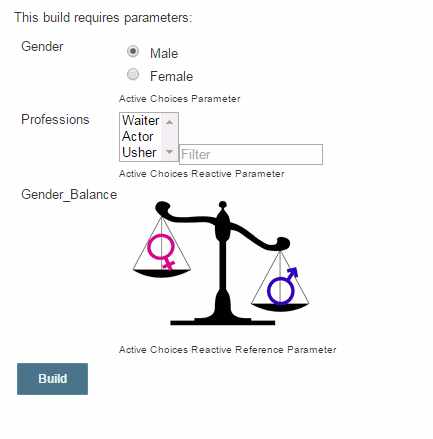 This build requires parameters:
Gender
Male
Female
Active Choices Parameter
Professions
Waiter
Actor
Usher
Filter
Active Choices Reactive Parameter
Gender_Balance
Active Choices Reactive Reference Parameter
Build